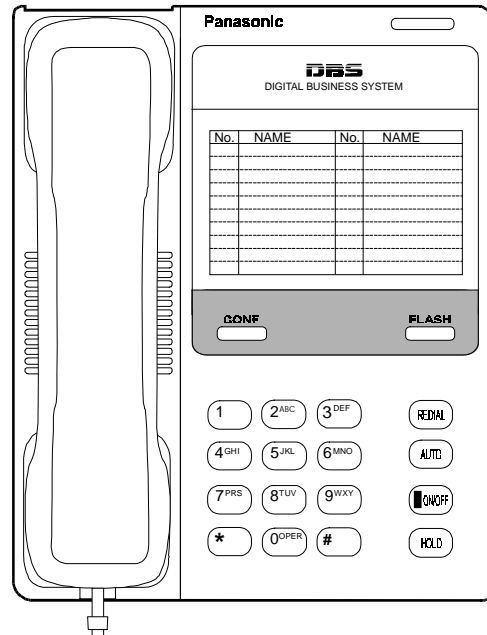 Panasonic
DBS
DIGITAL BUSINESS SYSTEM
No. NAME No. NAME
CONF FLASH
1 2ABC 3DEF REDIAL
4GHI 5JKL 6MNO AUTO
7PRS 8TUV 9WXY ON/OFF
* 0OPER # HOLD